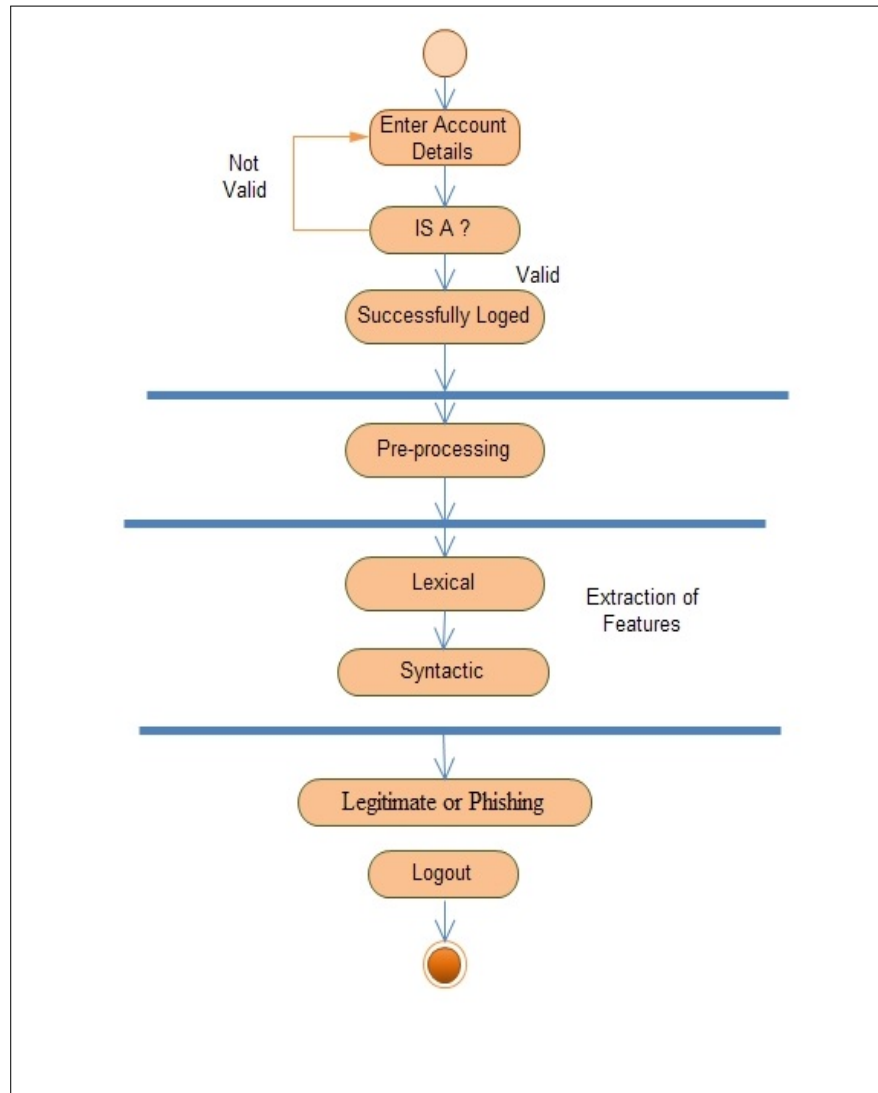 Enter Account
Details
Not
Valid
IS A ?
Valid
Successfully Loged
Pre-processing
Lexical
Extraction of
Features
Syntactic
Legitimate or Phishing
Logout